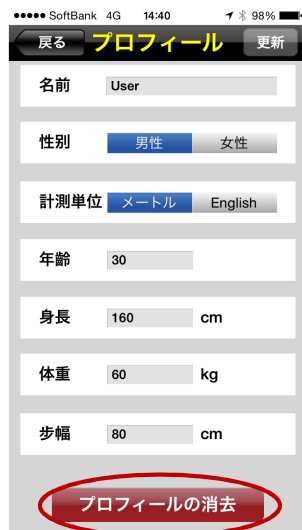 SoftBank 4G 14:40 98%
戻る プロフィール 更新
名前 User
性別 男性 女性
計測単位 メートル English
年齢 30
身長 160 cm
体重 60 kg
歩幅 80 cm
プロフィールの消去